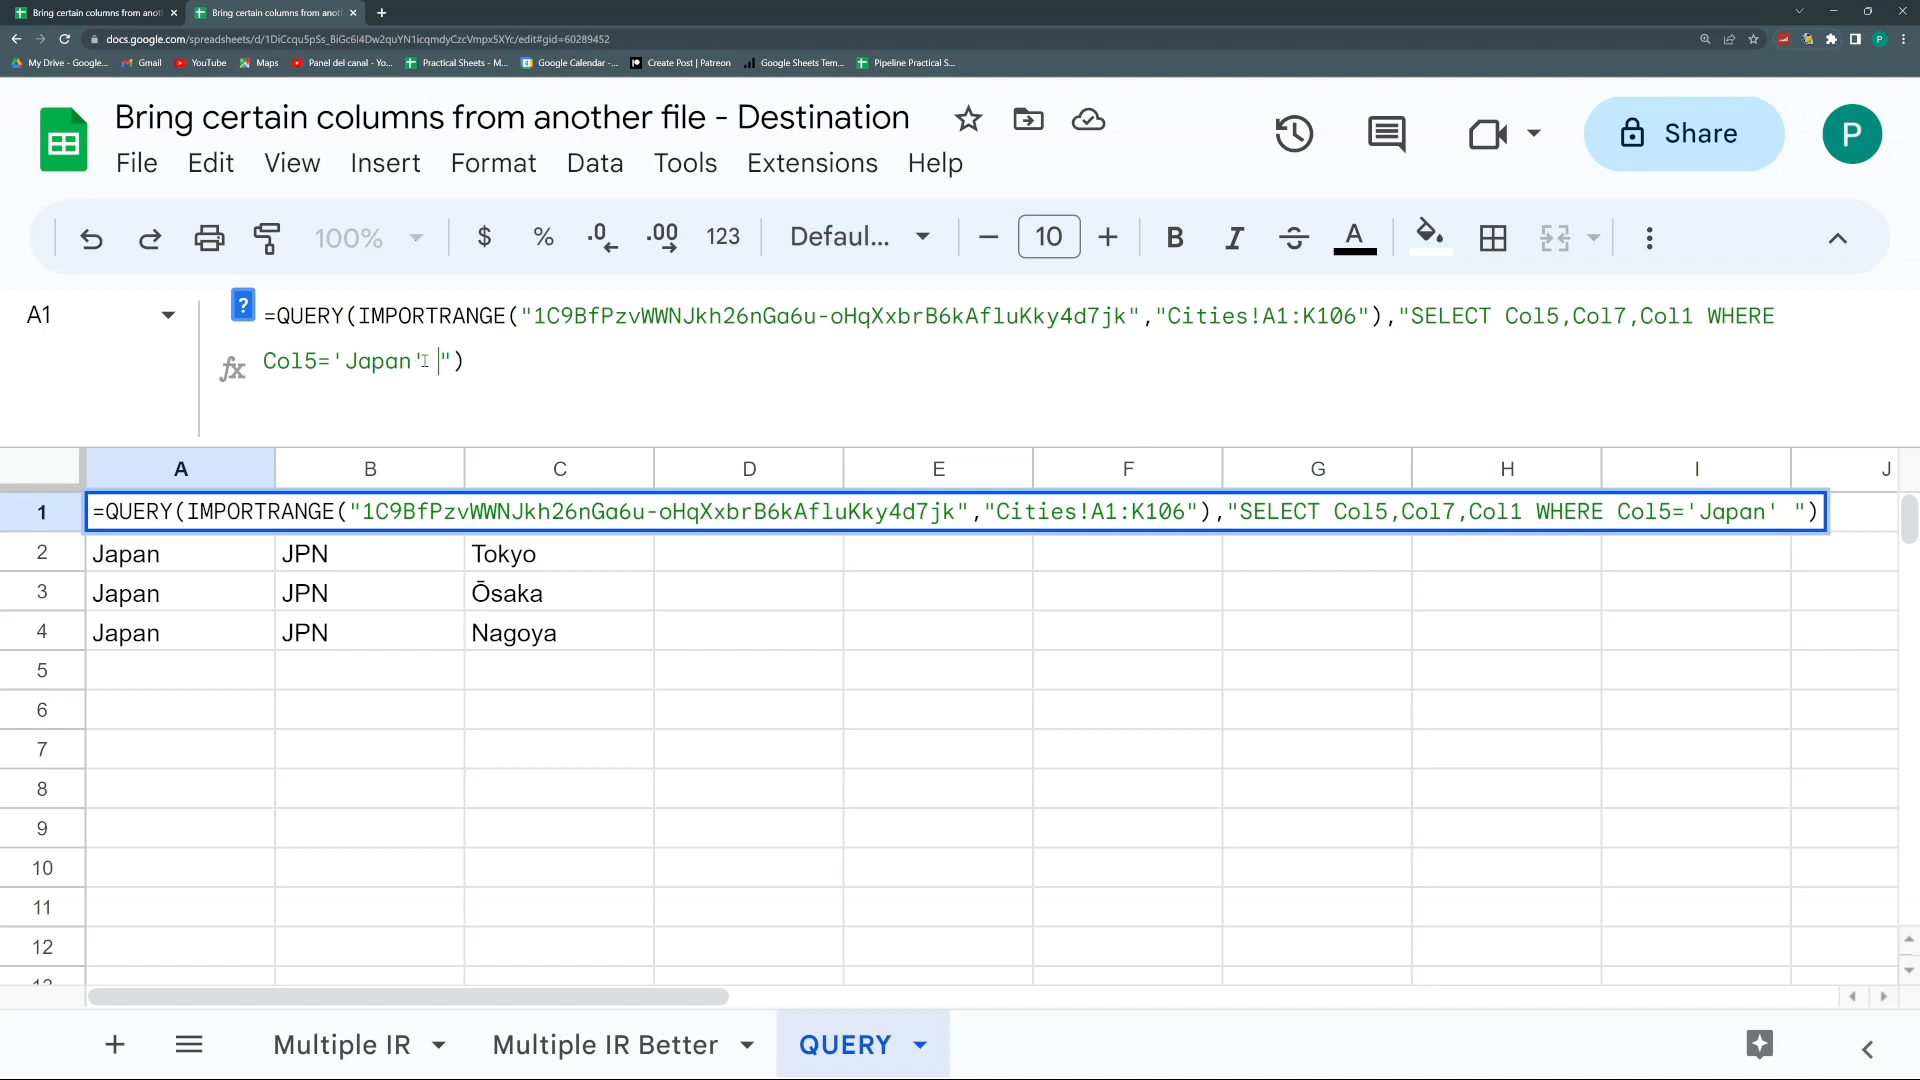 Bring certain columns from anot
Bring certain columns from anot
docs.google.com/spreadsheets/d/1DiCcqu5pSs_BiGc6I4Dw2quYN1icqmdyCzcVmpx5XYc/edit#gid=60289452
My Drive - Google...
Gmail
YouTube
Maps
Panel del canal - Yo...
Practical Sheets - M...
Google Calendar -...
Create Post | Patreon
Google Sheets Tem...
Pipeline Practical S...
Bring certain columns from another file - Destination
File Edit View Insert Format Data Tools Extensions Help
Share
P
100% $ % .0 .00 123 Defaul... 10 B I S A
A1
? =QUERY(IMPORTRANGE("1C9BfPzvWWNJkh26nGa6u-oHqXxbrB6kAfluKky4d7jk","Cities!A1:K106"),"SELECT Col5,Col7,Col1 WHERE
fx Col5='Japan' ")
A B C D E F G H I J
1 =QUERY(IMPORTRANGE("1C9BfPzvWWNJkh26nGa6u-oHqXxbrB6kAfluKky4d7jk","Cities!A1:K106"),"SELECT Col5,Col7,Col1 WHERE Col5='Japan' ")
2 Japan JPN Tokyo
3 Japan JPN Ōsaka
4 Japan JPN Nagoya
5
6
7
8
9
10
11
12
13
Multiple IR Multiple IR Better QUERY